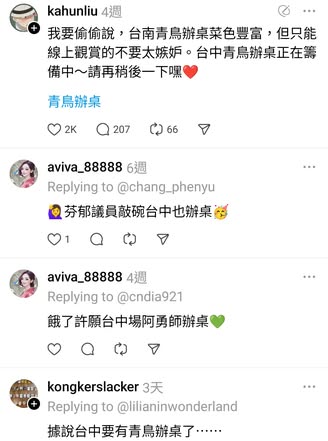 kahunliu 4週
我要偷偷說，台南青鳥辦桌菜色豐富，但只能
線上觀賞的不要太嫉妒。台中青鳥辦桌正在籌
備中～請再稍後一下嘿❤️
青鳥辦桌
2K 207 66
aviva_88888 6週
Replying to @chang_phenyu
🙋‍♀️芬郁議員敲碗台中也辦桌🥳
1
aviva_88888 4週
Replying to @cndia921
餓了許願台中場阿勇師辦桌💚
kongkerslacker 3天
Replying to @lilianinwonderland
據說台中要有青鳥辦桌了⋯⋯